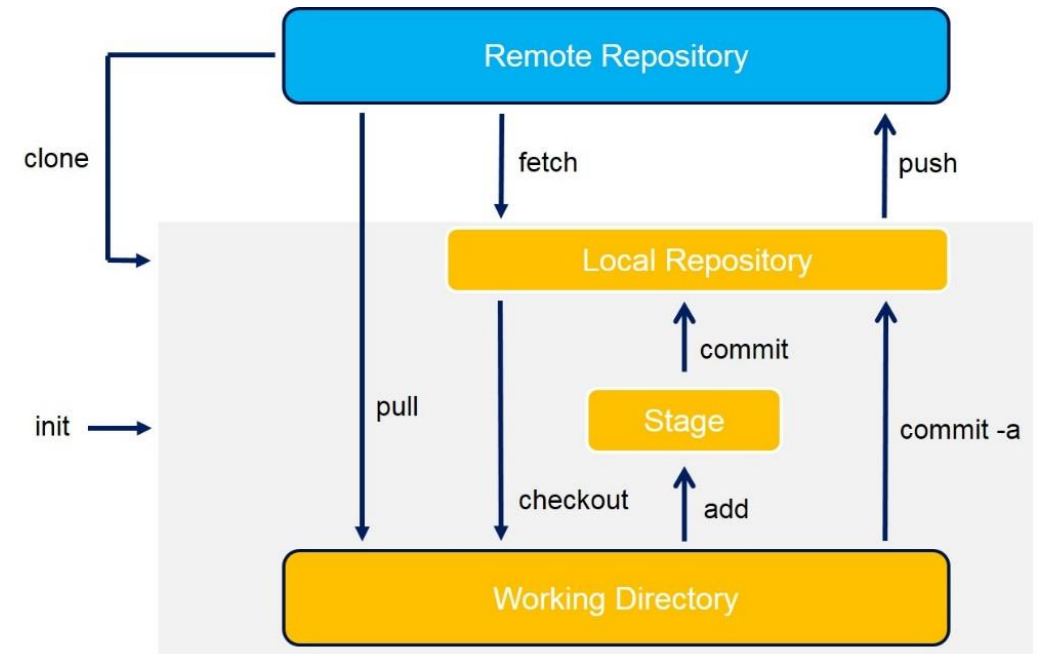 Remote Repository
clone
fetch
push
Local Repository
commit
init
pull
Stage
commit -a
checkout
add
Working Directory